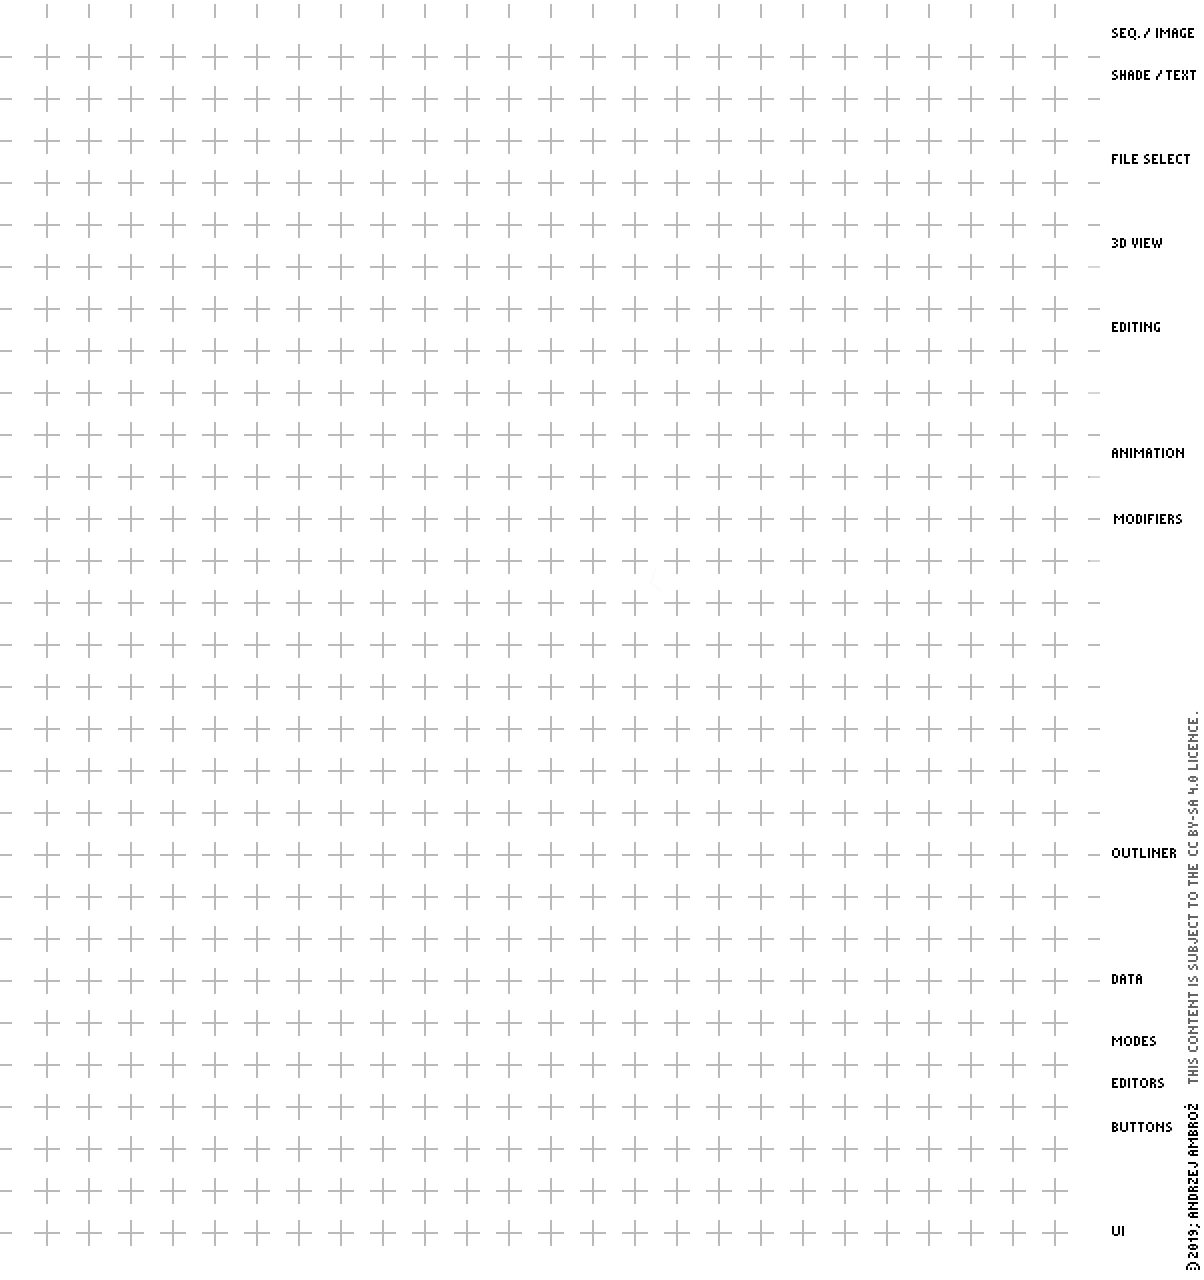 SEQ. / IMAGE
SHADE / TEXT
FILE SELECT
3D VIEW
EDITING
ANIMATION
MODIFIERS
OUTLINER
DATA
MODES
EDITORS
BUTTONS
UI
© 2019; ANDRZEJ AMBROŻ THIS CONTENT IS SUBJECT TO THE CC BY-SA 4.0 LICENCE.